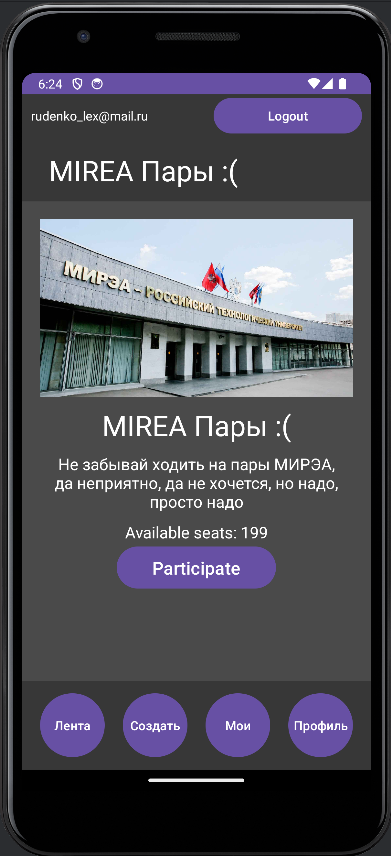 6:24
rudenko_lex@mail.ru
Logout
MIREA Пары :(
МИРЭА – РОССИЙСКИЙ ТЕХНОЛОГИЧЕСКИЙ УНИВЕРСИТЕТ
MIREA Пары :(
Не забывай ходить на пары МИРЭА,
да неприятно, да не хочется, но надо,
просто надо
Available seats: 199
Participate
Лента
Создать
Мои
Профиль